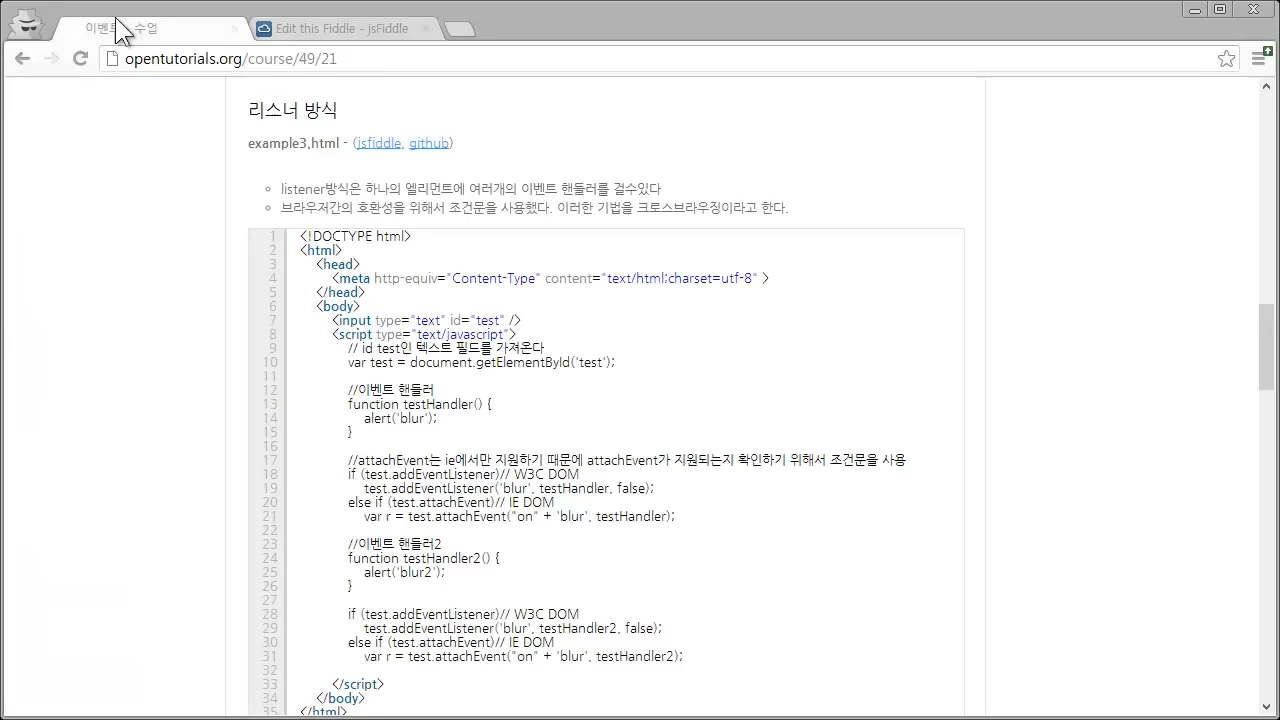 수업
Edit this Fiddle - jsFiddle
opentutorials.org/course/49/21
리스너 방식
example3.html - (jsfiddle, github)
listener방식은 하나의 엘리먼트에 여러개의 이벤트 핸들러를 걸수있다
브라우저간의 호환성을 위해서 조건문을 사용했다. 이러한 기법을 크로스브라우징이라고 한다.
1 <!DOCTYPE html>
2 <html>
3 <head>
4 <meta http-equiv="Content-Type" content="text/html;charset=utf-8" >
5 </head>
6 <body>
7 <input type="text" id="test" />
8 <script type="text/javascript">
9 // id test인 텍스트 필드를 가져온다
10 var test = document.getElementById('test');
11
12 //이벤트 핸들러
13 function testHandler() {
14 alert('blur');
15 }
16
17 //attachEvent는 ie에서만 지원하기 때문에 attachEvent가 지원되는지 확인하기 위해서 조건문을 사용
18 if (test.addEventListener)// W3C DOM
19 test.addEventListener('blur', testHandler, false);
20 else if (test.attachEvent)// IE DOM
21 var r = test.attachEvent("on" + 'blur', testHandler);
22
23 //이벤트 핸들러2
24 function testHandler2() {
25 alert('blur2');
26 }
27
28 if (test.addEventListener)// W3C DOM
29 test.addEventListener('blur', testHandler2, false);
30 else if (test.attachEvent)// IE DOM
31 var r = test.attachEvent("on" + 'blur', testHandler2);
32
33 </script>
34 </body>
35 </html>